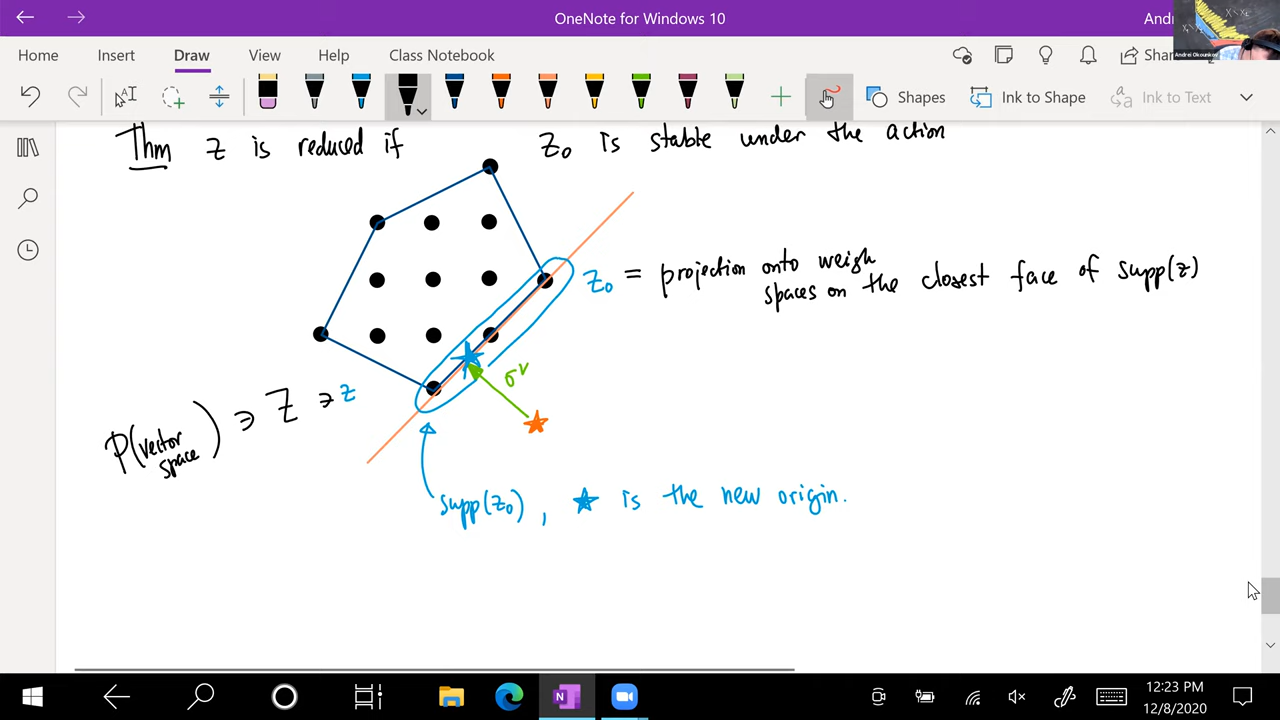 OneNote for Windows 10
Home Insert Draw View Help Class Notebook
Shapes Ink to Shape Ink to Text
Thm z is reduced if z₀ is stable under the action
z₀ = projection onto weigh
spaces on the closest face of supp(z)
σᵛ
P(vector space) ∋ Z ∋ z
supp(z₀), ★ is the new origin.
12:23 PM
12/8/2020